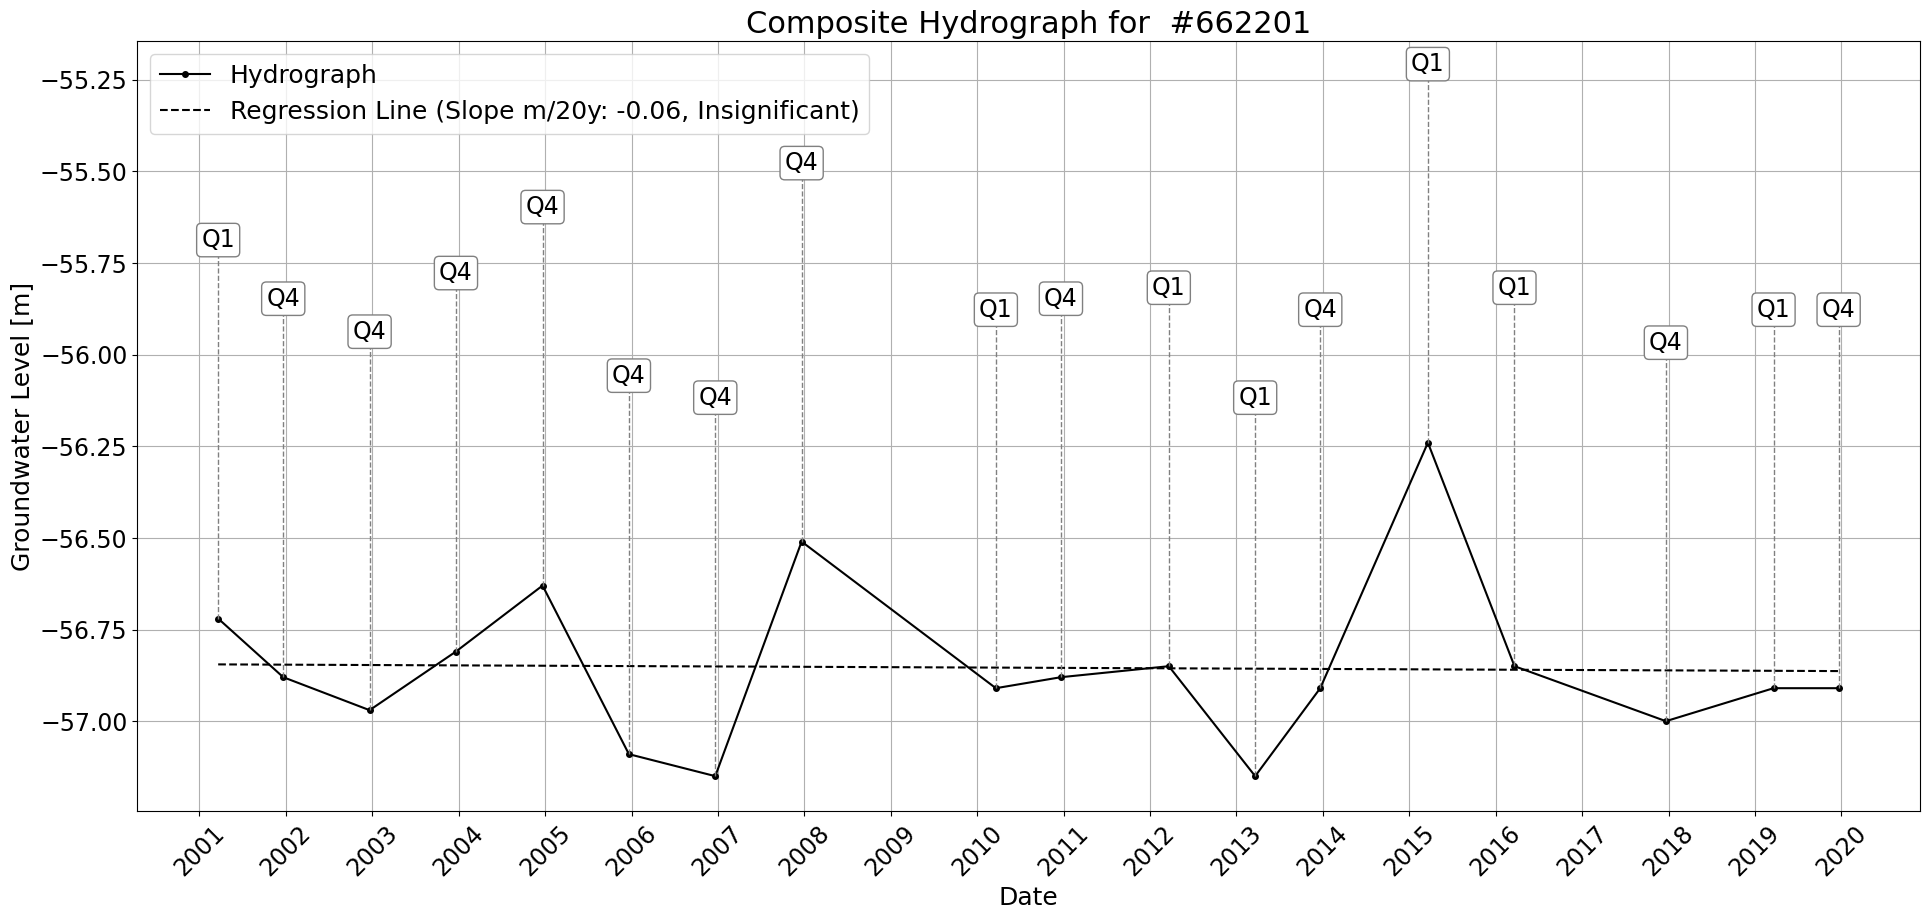 Composite Hydrograph for  #662201
Hydrograph
Regression Line (Slope m/20y: -0.06, Insignificant)
Groundwater Level [m]
−55.25
−55.50
−55.75
−56.00
−56.25
−56.50
−56.75
−57.00
Q1
Q4
Q4
Q4
Q4
Q4
Q4
Q4
Q1
Q4
Q1
Q1
Q4
Q1
Q1
Q4
Q1
Q4
2001
2002
2003
2004
2005
2006
2007
2008
2009
2010
2011
2012
2013
2014
2015
2016
2017
2018
2019
2020
Date